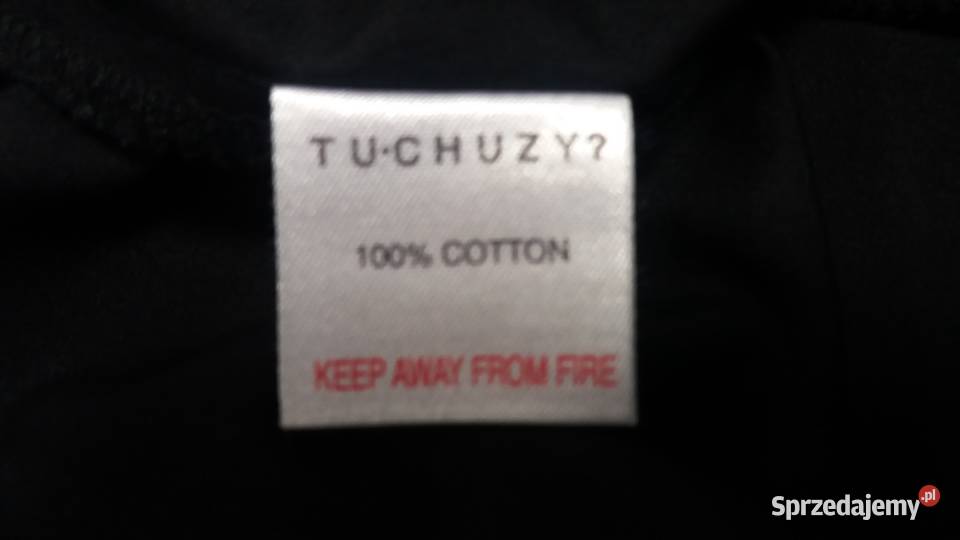 TU·CHUZY?
100% COTTON
KEEP AWAY FROM FIRE
Sprzedajemy.pl